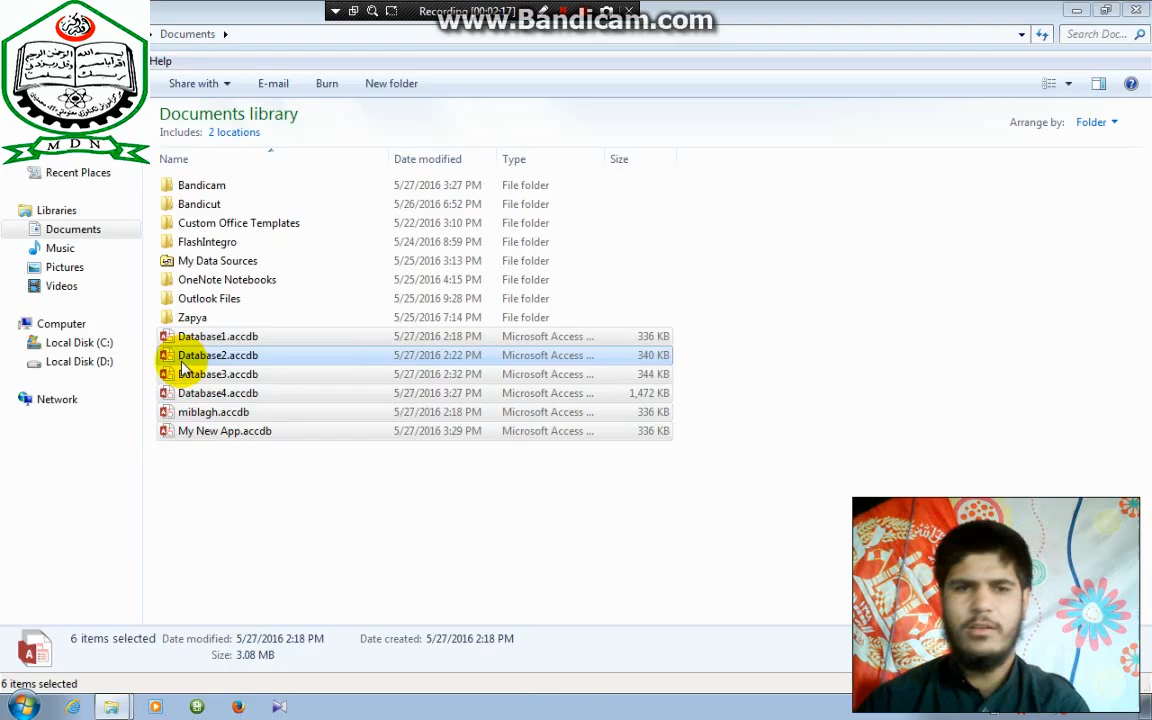 Recording [00:02:17]
www.Bandicam.com
Documents
Search Doc...
Help
Share with
E-mail
Burn
New folder
Documents library
Includes: 2 locations
Arrange by: Folder
Name
Date modified
Type
Size
Bandicam
5/27/2016 3:27 PM
File folder
Bandicut
5/26/2016 6:52 PM
File folder
Custom Office Templates
5/22/2016 3:10 PM
File folder
FlashIntegro
5/24/2016 8:59 PM
File folder
My Data Sources
5/25/2016 3:13 PM
File folder
OneNote Notebooks
5/25/2016 4:15 PM
File folder
Outlook Files
5/25/2016 9:28 PM
File folder
Zapya
5/25/2016 7:14 PM
File folder
Database1.accdb
5/27/2016 2:18 PM
Microsoft Access ...
336 KB
Database2.accdb
5/27/2016 2:22 PM
Microsoft Access ...
340 KB
Database3.accdb
5/27/2016 2:32 PM
Microsoft Access ...
344 KB
Database4.accdb
5/27/2016 3:27 PM
Microsoft Access ...
1,472 KB
miblagh.accdb
5/27/2016 2:18 PM
Microsoft Access ...
336 KB
My New App.accdb
5/27/2016 3:29 PM
Microsoft Access ...
336 KB
MDN
Recent Places
Libraries
Documents
Music
Pictures
Videos
Computer
Local Disk (C:)
Local Disk (D:)
Network
6 items selected
Date modified: 5/27/2016 2:18 PM
Date created: 5/27/2016 2:18 PM
Size: 3.08 MB
6 items selected